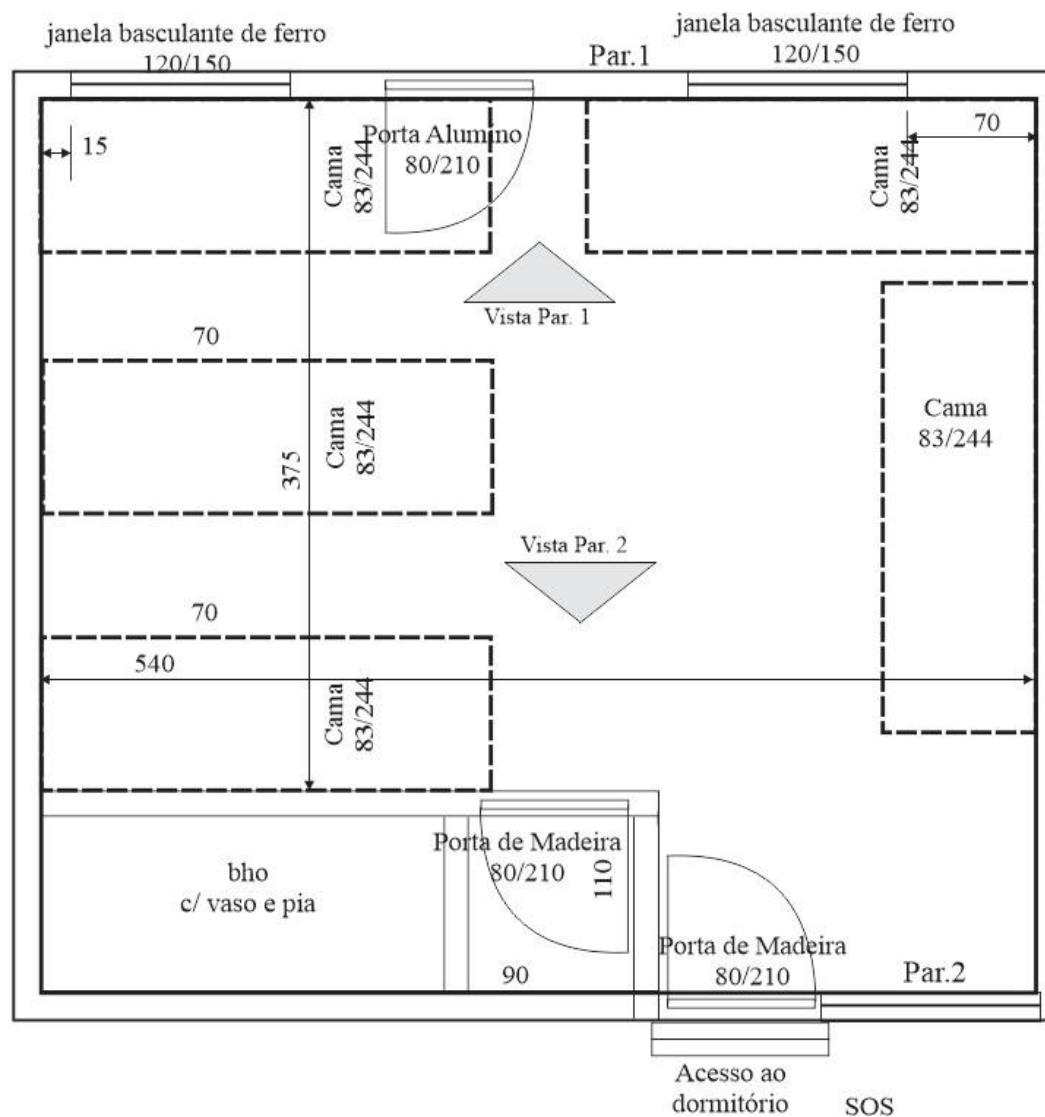 janela basculante de ferro
120/150
Par.1
janela basculante de ferro
120/150
15
Porta Alumino
80/210
70
Cama
83/244
Cama
83/244
Vista Par. 1
70
Cama
83/244
Cama
83/244
375
Vista Par. 2
70
540
Cama
83/244
Porta de Madeira
80/210
110
bho
c/ vaso e pia
Porta de Madeira
80/210
90
Par.2
Acesso ao
dormitório
SOS